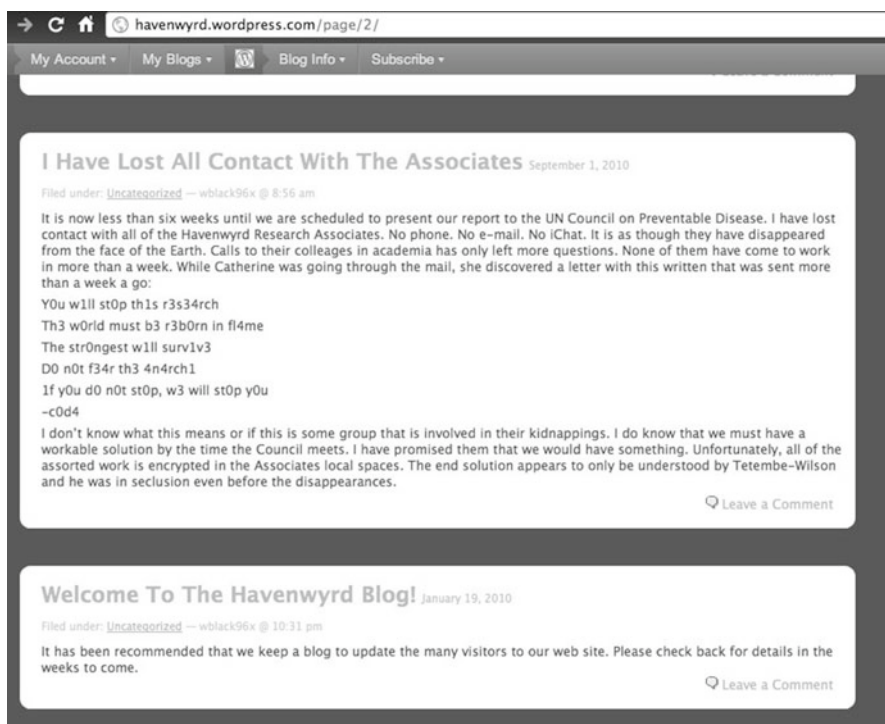 havenwyrd.wordpress.com/page/2/
My Account
My Blogs
Blog Info
Subscribe
I Have Lost All Contact With The Associates September 1, 2010
Filed under: Uncategorized — wblack96x @ 8:56 am
It is now less than six weeks until we are scheduled to present our report to the UN Council on Preventable Disease. I have lost
contact with all of the Havenwyrd Research Associates. No phone. No e-mail. No iChat. It is as though they have disappeared
from the face of the Earth. Calls to their colleages in academia has only left more questions. None of them have come to work
in more than a week. While Catherine was going through the mail, she discovered a letter with this written that was sent more
than a week a go:
Y0u w1ll st0p th1s r3s34rch
Th3 w0rld must b3 r3b0rn in fl4me
The str0ngest w1ll surv1v3
D0 n0t f34r th3 4n4rch1
1f y0u d0 n0t st0p, w3 will st0p y0u
-c0d4
I don't know what this means or if this is some group that is involved in their kidnappings. I do know that we must have a
workable solution by the time the Council meets. I have promised them that we would have something. Unfortunately, all of the
assorted work is encrypted in the Associates local spaces. The end solution appears to only be understood by Tetembe-Wilson
and he was in seclusion even before the disappearances.
Leave a Comment
Welcome To The Havenwyrd Blog! January 19, 2010
Filed under: Uncategorized — wblack96x @ 10:31 pm
It has been recommended that we keep a blog to update the many visitors to our web site. Please check back for details in the
weeks to come.
Leave a Comment